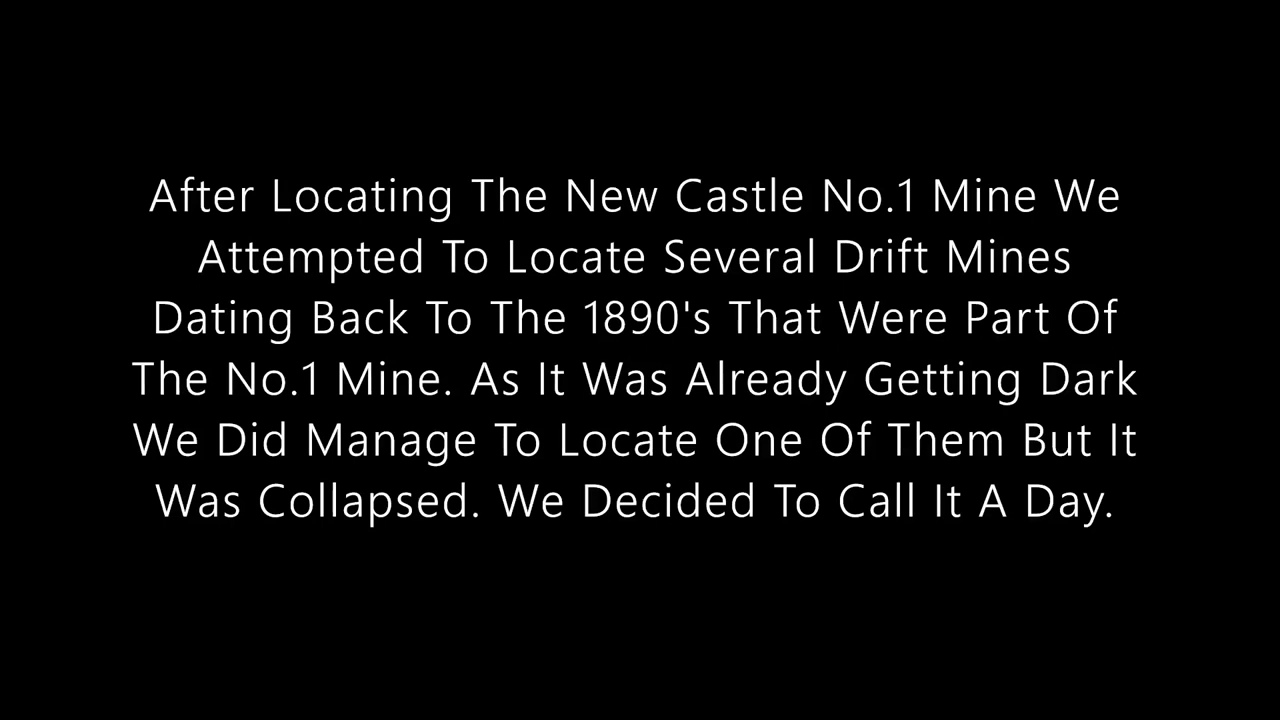 After Locating The New Castle No.1 Mine We
Attempted To Locate Several Drift Mines
Dating Back To The 1890's That Were Part Of
The No.1 Mine. As It Was Already Getting Dark
We Did Manage To Locate One Of Them But It
Was Collapsed. We Decided To Call It A Day.